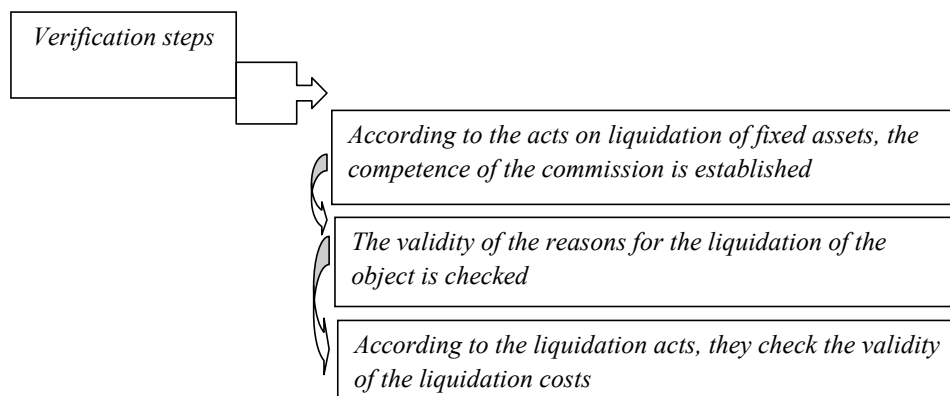 Verification steps
According to the acts on liquidation of fixed assets, the
competence of the commission is established
The validity of the reasons for the liquidation of the
object is checked
According to the liquidation acts, they check the validity
of the liquidation costs